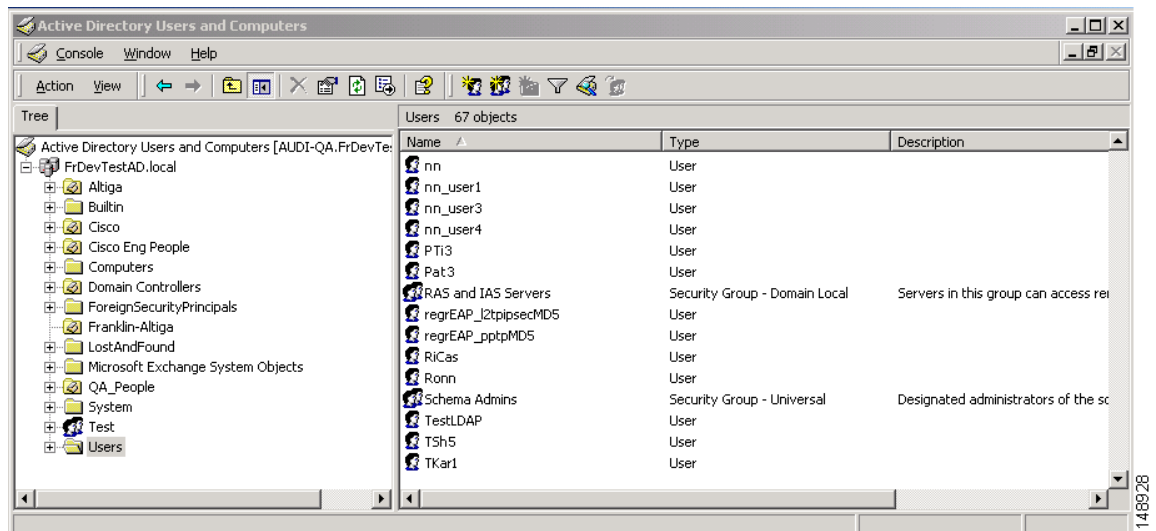 Active Directory Users and Computers
Console Window Help
Action View
Tree
Users 67 objects
Active Directory Users and Computers [AUDI-QA.FrDevTe
FrDevTestAD.local
Altiga
Builtin
Cisco
Cisco Eng People
Computers
Domain Controllers
ForeignSecurityPrincipals
Franklin-Altiga
LostAndFound
Microsoft Exchange System Objects
QA_People
System
Test
Users
Name Type Description
nn User
nn_user1 User
nn_user3 User
nn_user4 User
PTi3 User
Pat3 User
RAS and IAS Servers Security Group - Domain Local Servers in this group can access
regrEAP_l2tpipsecMD5 User
regrEAP_pptpMD5 User
RiCas User
Ronn User
Schema Admins Security Group - Universal Designated administrators of the
TestLDAP User
TSh5 User
TKar1 User
148928